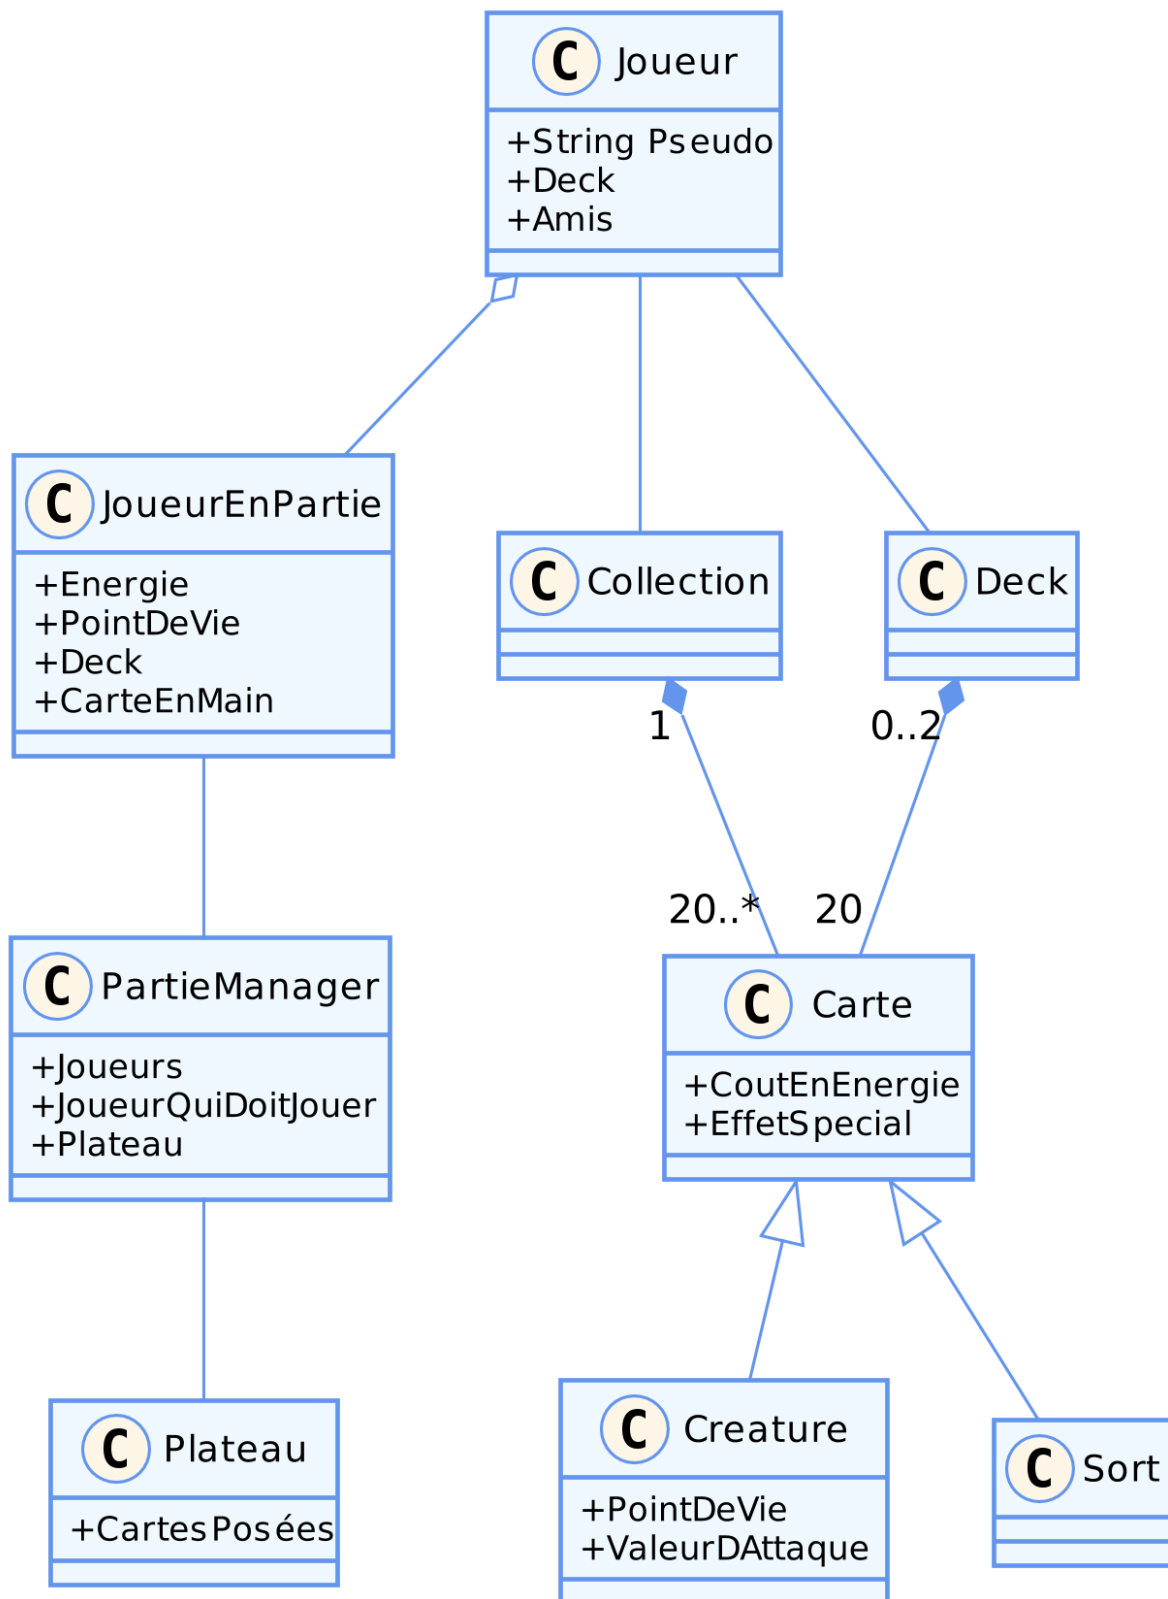 C Joueur
+String Pseudo
+Deck
+Amis
C JoueurEnPartie
+Energie
+PointDeVie
+Deck
+CarteEnMain
C Collection
C Deck
1
0..2
20..*
20
C PartieManager
+Joueurs
+JoueurQuiDoitJouer
+Plateau
C Carte
+CoutEnEnergie
+EffetSpecial
C Plateau
+CartesPosées
C Creature
+PointDeVie
+ValeurDAttaque
C Sort